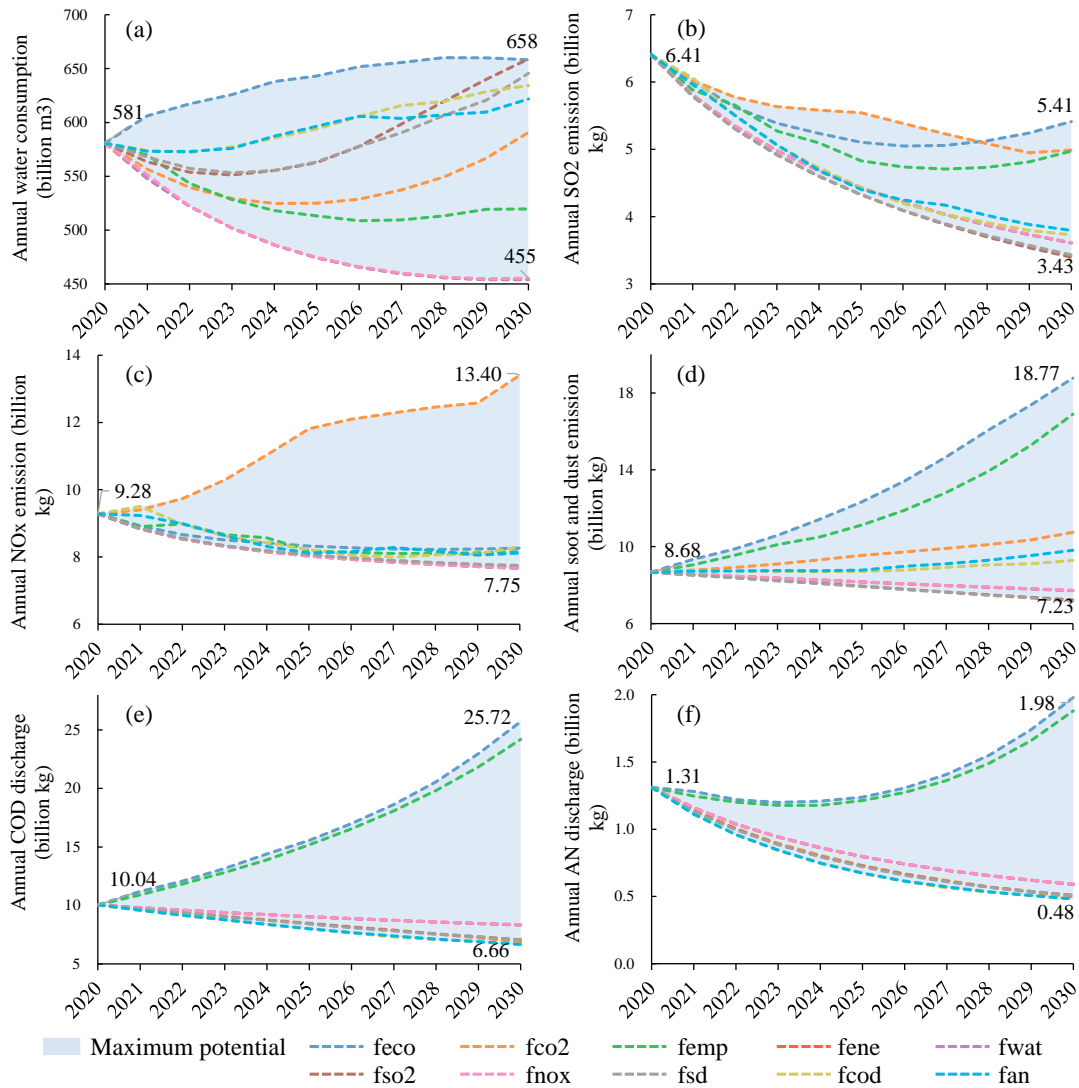 (a)
Annual water consumption
(billion m3)
700
650
600
550
500
450
581
658
455
2020 2021 2022 2023 2024 2025 2026 2027 2028 2029 2030
(b)
Annual SO2 emission (billion
kg)
7
6
5
4
3
6.41
5.41
3.43
2020 2021 2022 2023 2024 2025 2026 2027 2028 2029 2030
(c)
Annual NOx emission (billion
kg)
14
12
10
8
6
9.28
13.40
7.75
2020 2021 2022 2023 2024 2025 2026 2027 2028 2029 2030
(d)
Annual soot and dust emission
(billion kg)
18
14
10
6
8.68
18.77
7.23
2020 2021 2022 2023 2024 2025 2026 2027 2028 2029 2030
(e)
Annual COD discharge
(billion kg)
25
20
15
10
5
10.04
25.72
6.66
2020 2021 2022 2023 2024 2025 2026 2027 2028 2029 2030
(f)
Annual AN discharge (billion
kg)
2.0
1.5
1.0
0.5
0.0
1.31
1.98
0.48
2020 2021 2022 2023 2024 2025 2026 2027 2028 2029 2030
Maximum potential feco fco2 femp fene fwat
fso2 fnox fsd fcod fan